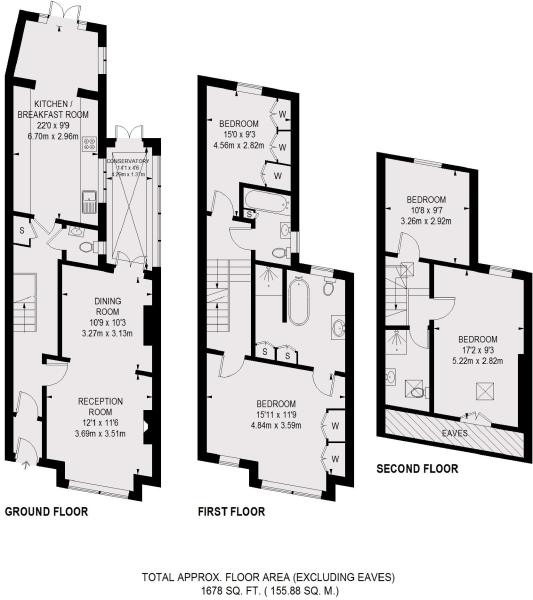 KITCHEN /
BREAKFAST ROOM
22'0 x 9'9
6.70m x 2.96m
CONSERVATORY
14'1 x 4'6
4.29m x 1.37m
S
DINING
ROOM
10'9 x 10'3
3.27m x 3.13m
RECEPTION
ROOM
12'1 x 11'6
3.69m x 3.51m
IN
GROUND FLOOR
BEDROOM
15'0 x 9'3
4.56m x 2.82m
W
W
W
S
S
S
BEDROOM
15'11 x 11'9
4.84m x 3.59m
W
W
FIRST FLOOR
BEDROOM
10'8 x 9'7
3.26m x 2.92m
BEDROOM
17'2 x 9'3
5.22m x 2.82m
EAVES
SECOND FLOOR
TOTAL APPROX. FLOOR AREA (EXCLUDING EAVES)
1678 SQ. FT. ( 155.88 SQ. M.)